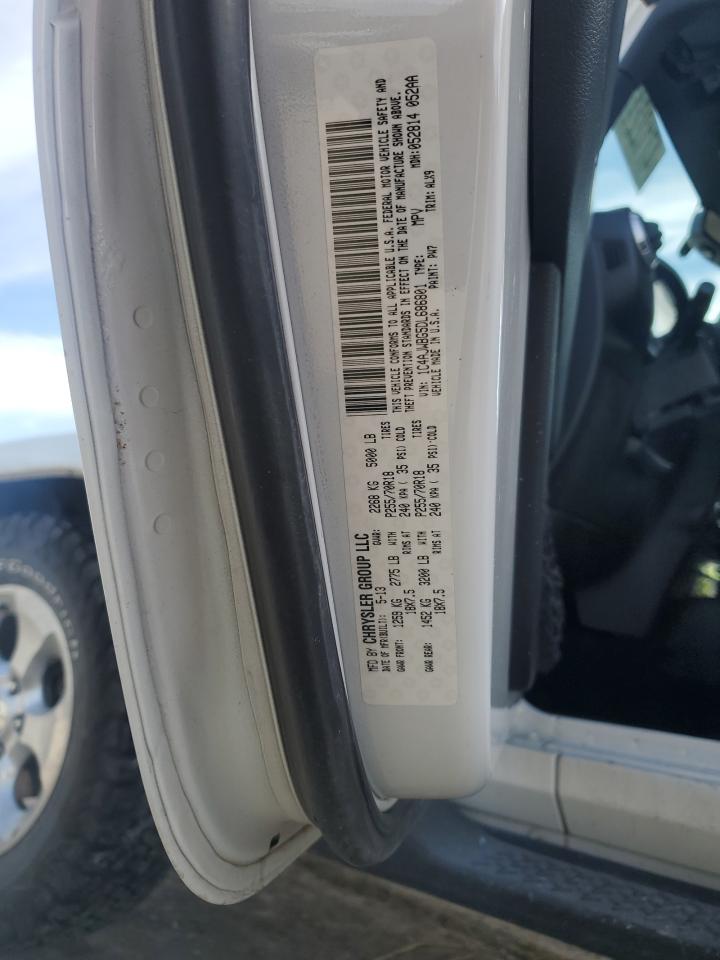 MFD BY CHRYSLER GROUP LLC
DATE OF MFR(BUILT): 5-13 GVWR: 2268 KG 5000 LB
GAWR FRONT: 1259 KG 2775 LB WITH P255/70R18 TIRES
18X7.5 RIMS AT 240 KPA ( 35 PSI) COLD
GAWR REAR: 1452 KG 3200 LB WITH P255/70R18 TIRES
18X7.5 RIMS AT 240 KPA ( 35 PSI) COLD
THIS VEHICLE CONFORMS TO ALL APPLICABLE U.S.A. FEDERAL MOTOR VEHICLE SAFETY AND
THEFT PREVENTION STANDARDS IN EFFECT ON THE DATE OF MANUFACTURE SHOWN ABOVE.
VIN: 1C4AJWBG5DL686801 TYPE: MPV MDH:052814 052AA
VEHICLE MADE IN U.S.A. PAINT: PW7 TRIM: ALX9